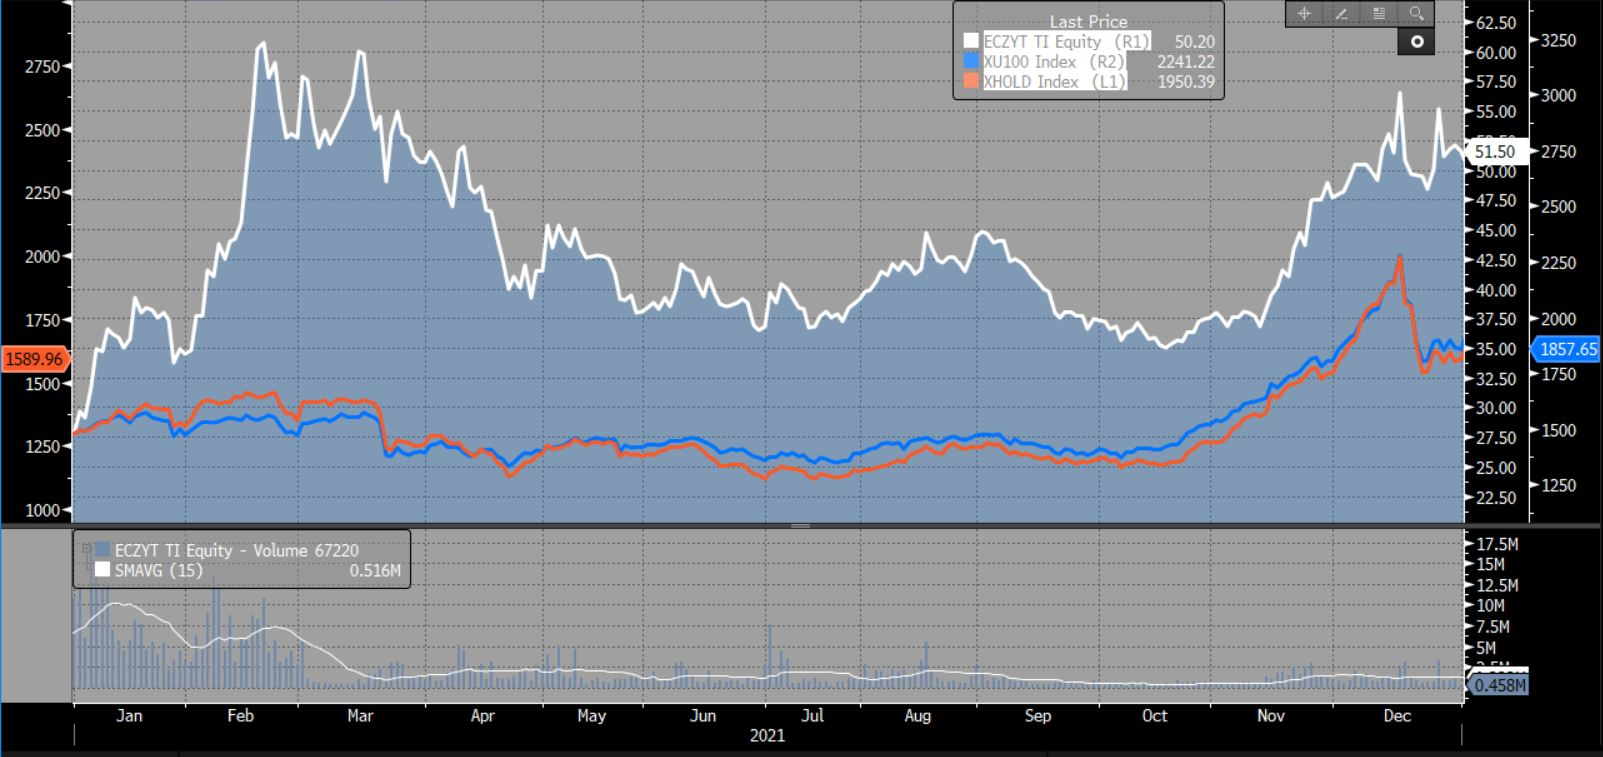 Last Price
ECZYT TI Equity (R1) 50.20
XU100 Index (R2) 2241.22
XHOLD Index (L1) 1950.39
2750
2500
2250
2000
1750
1589.96
1500
1250
1000
62.50
60.00
57.50
55.00
52.50
51.50
50.00
47.50
45.00
42.50
40.00
37.50
35.00
32.50
30.00
27.50
25.00
22.50
3250
3000
2750
2500
2250
2000
1857.65
1750
1500
1250
ECZYT TI Equity - Volume 67220
SMAVG (15) 0.516M
17.5M
15M
12.5M
10M
7.5M
5M
2.5M
0.458M
Jan Feb Mar Apr May Jun Jul Aug Sep Oct Nov Dec
2021